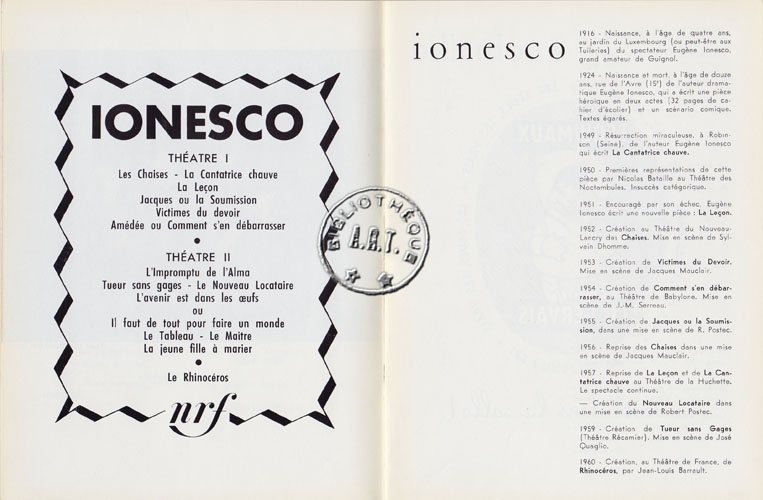 IONESCO
THÉATRE I
Les Chaises - La Cantatrice chauve
La Leçon
Jacques ou la Soumission
Victimes du devoir
Amédée ou Comment s'en débarrasser
●
THÉATRE II
L'Impromptu de l'Alma
Tueur sans gages - Le Nouveau Locataire
L'avenir est dans les œufs
ou
Il faut de tout pour faire un monde
Le Tableau - Le Maitre
La jeune fille à marier
●
Le Rhinocéros
nrf
BIBLIOTHÈQUE
A.R.T.
ionesco
1916 - Naissance, à l'âge de quatre ans,
au jardin du Luxembourg (ou peut-être aux
Tuileries) du spectateur Eugène Ionesco,
grand amateur de Guignol.
1924 - Naissance et mort, à l'âge de douze
ans, rue de l'Avre (15e) de l'auteur drama-
tique Eugène Ionesco, qui a écrit une pièce
héroïque en deux actes (32 pages de ca-
hier d'écolier) et un scénario comique.
Textes égarés.
1949 - Résurrection miraculeuse, à Robin-
son (Seine), de l'auteur Eugène Ionesco
qui écrit La Cantatrice chauve.
1950 - Premières représentations de cette
pièce par Nicolas Bataille au Théâtre des
Noctambules. Insuccès catégorique.
1951 - Encouragé par son échec, Eugène
Ionesco écrit une nouvelle pièce : La Leçon.
1952 - Création au Théâtre du Nouveau-
Lancry des Chaises. Mise en scène de Syl-
vain Dhomme.
1953 - Création de Victimes du Devoir.
Mise en scène de Jacques Mauclair.
1954 - Création de Comment s'en débar-
rasser, au Théâtre de Babylone. Mise en
scène de J.-M. Serreau.
1955 - Création de Jacques ou la Soumis-
sion, dans une mise en scène de R. Postec.
1956 - Reprise des Chaises dans une mise
en scène de Jacques Mauclair.
1957 - Reprise de La Leçon et de La Can-
tatrice chauve au Théâtre de la Huchette.
Le spectacle continue.
— Création du Nouveau Locataire dans
une mise en scène de Robert Postec.
1959 - Création de Tueur sans Gages
(Théâtre Récamier). Mise en scène de José
Quaglio.
1960 - Création, au Théâtre de France, de
Rhinocéros, par Jean-Louis Barrault.